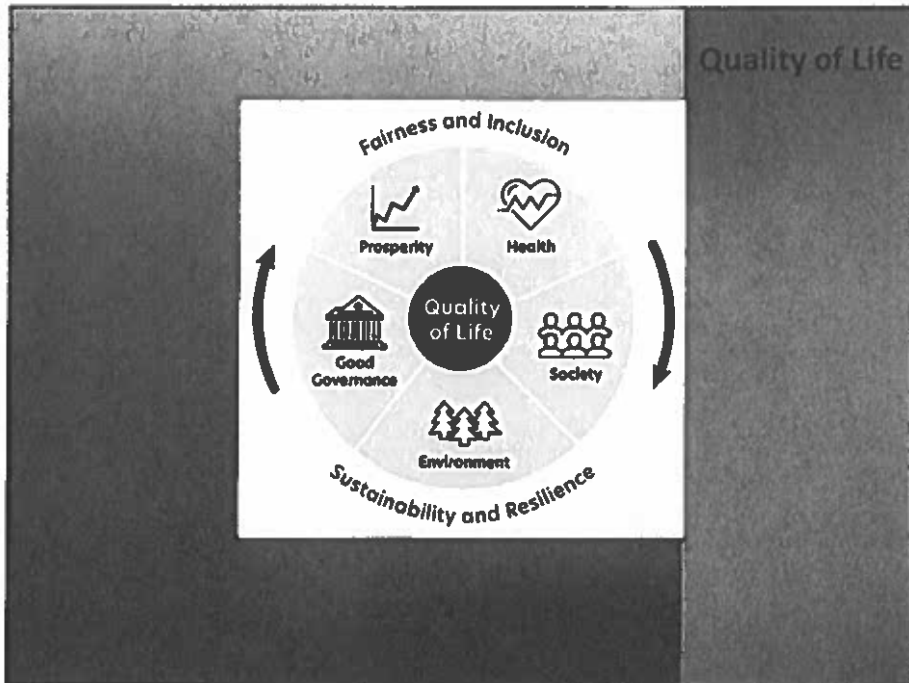 Quality of Life
Fairness and Inclusion
Prosperity
Health
Quality
of Life
Good
Governance
Society
Environment
Sustainability and Resilience